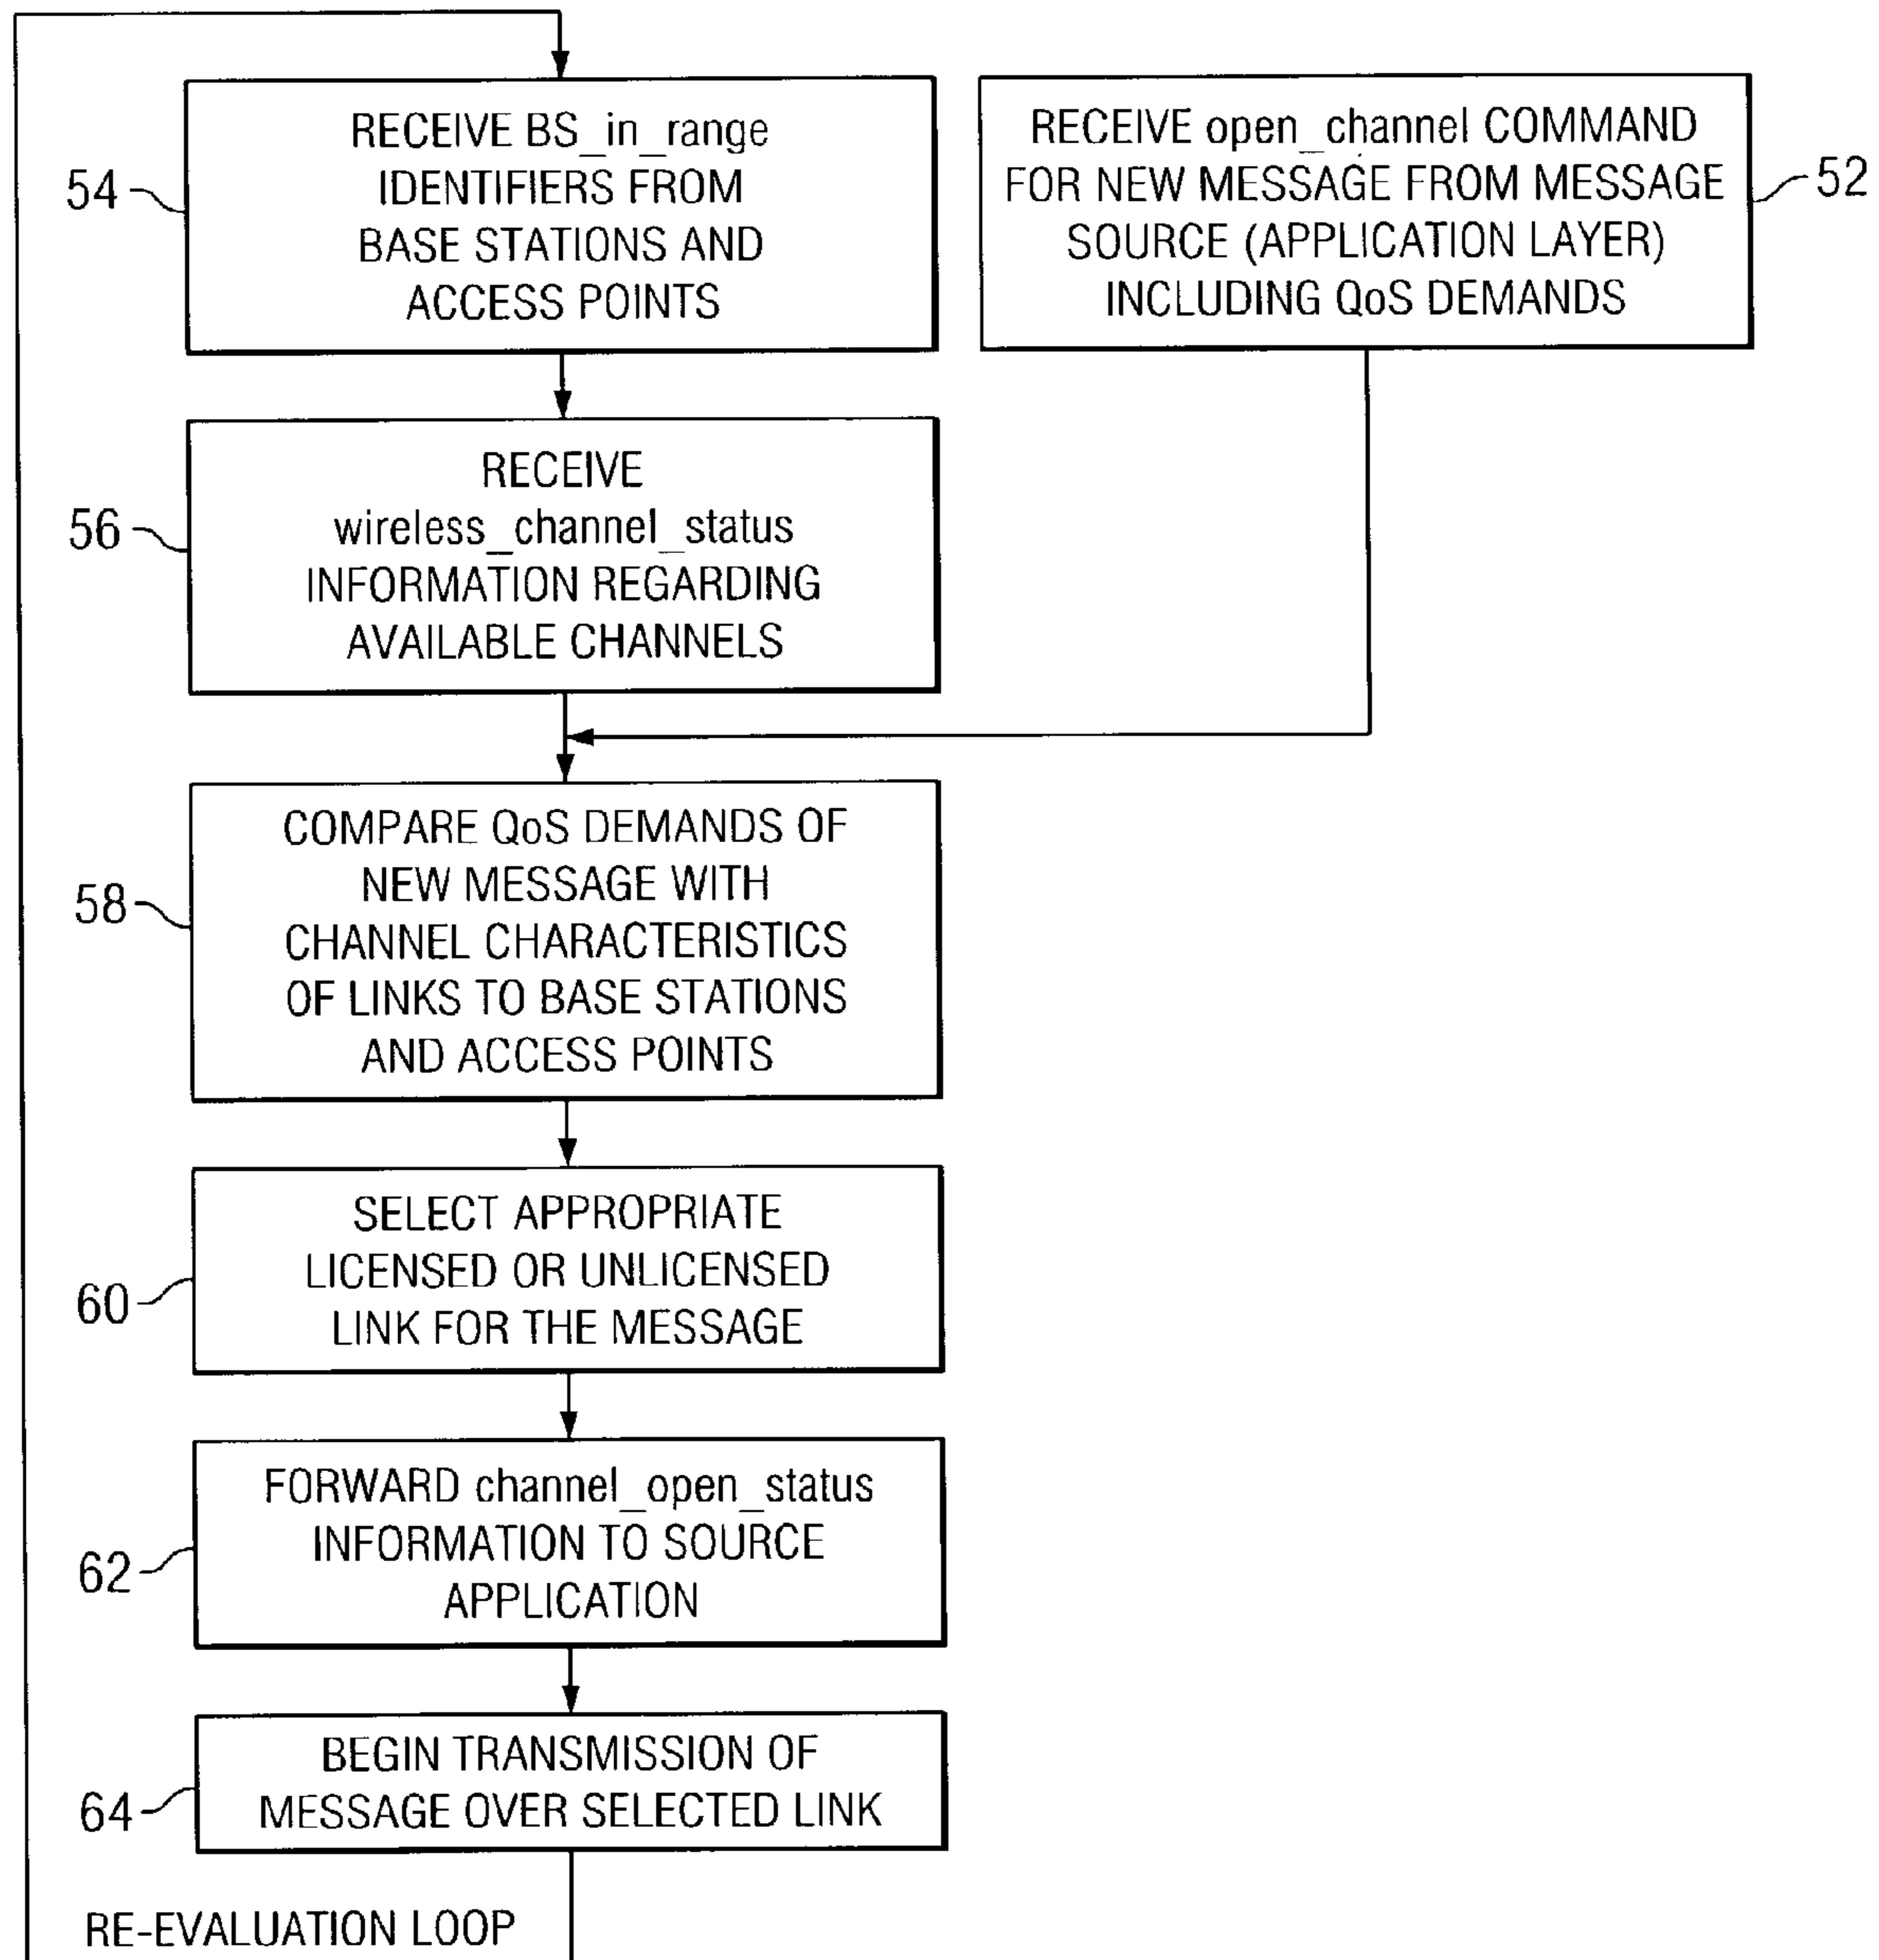 54
RECEIVE BS_in_range
IDENTIFIERS FROM
BASE STATIONS AND
ACCESS POINTS
RECEIVE open_channel COMMAND
FOR NEW MESSAGE FROM MESSAGE
SOURCE (APPLICATION LAYER)
INCLUDING QoS DEMANDS
52
56
RECEIVE
wireless_channel_status
INFORMATION REGARDING
AVAILABLE CHANNELS
58
COMPARE QoS DEMANDS OF
NEW MESSAGE WITH
CHANNEL CHARACTERISTICS
OF LINKS TO BASE STATIONS
AND ACCESS POINTS
60
SELECT APPROPRIATE
LICENSED OR UNLICENSED
LINK FOR THE MESSAGE
62
FORWARD channel_open_status
INFORMATION TO SOURCE
APPLICATION
64
BEGIN TRANSMISSION OF
MESSAGE OVER SELECTED LINK
RE-EVALUATION LOOP